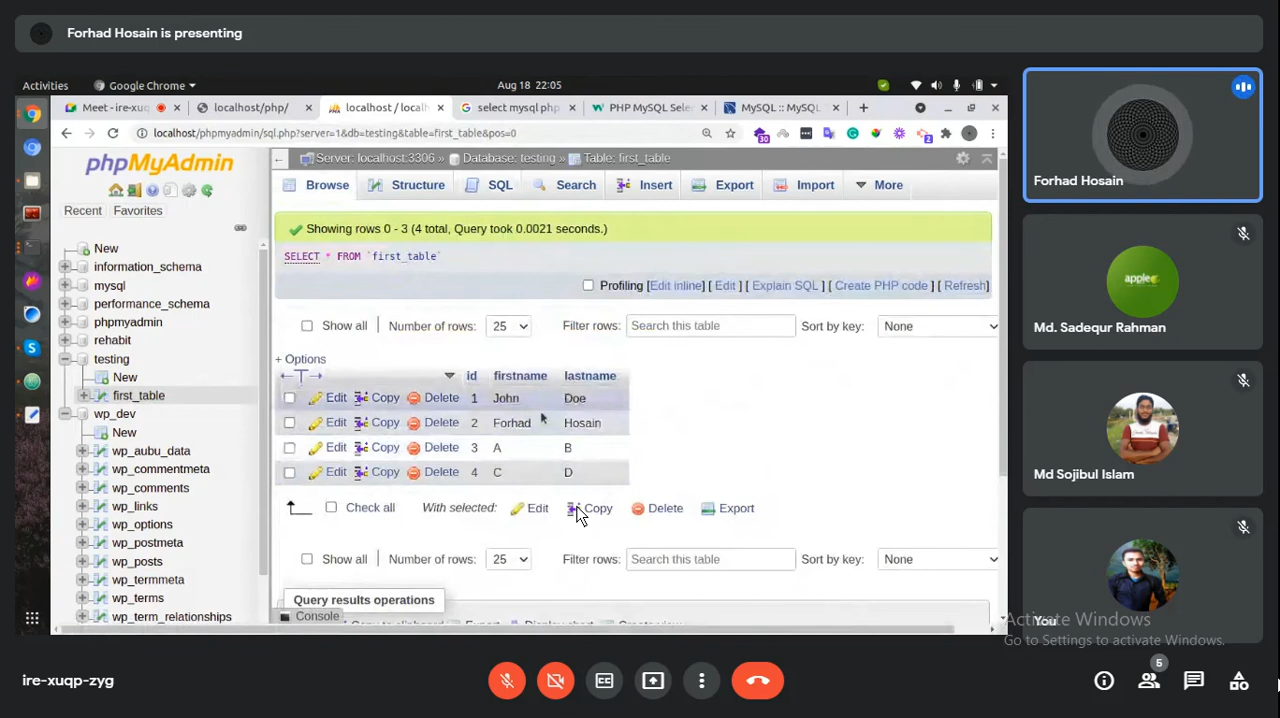 Forhad Hosain is presenting
Activities Google Chrome Aug 18 22:05
Meet - ire-xuq localhost/php/ localhost / localh select mysql php PHP MySQL Sele MySQL :: MySQL
localhost/phpmyadmin/sql.php?server=1&db=testing&table=first_table&pos=0
30 2
phpMyAdmin
Recent Favorites
New
information_schema
mysql
performance_schema
phpmyadmin
rehabit
testing
New
first_table
wp_dev
New
wp_aubu_data
wp_commentmeta
wp_comments
wp_links
wp_options
wp_postmeta
wp_posts
wp_termmeta
wp_terms
wp_term_relationships
Server: localhost:3306 » Database: testing » Table: first_table
Browse Structure SQL Search Insert Export Import More
Showing rows 0 - 3 (4 total, Query took 0.0021 seconds.)
SELECT * FROM `first_table`
Profiling [Edit inline] [ Edit ] [ Explain SQL ] [ Create PHP code ] [ Refresh]
Show all Number of rows: 25 Filter rows: Search this table Sort by key: None
+ Options
←T→ id firstname lastname
Edit Copy Delete 1 John Doe
Edit Copy Delete 2 Forhad Hosain
Edit Copy Delete 3 A B
Edit Copy Delete 4 C D
Check all With selected: Edit Copy Delete Export
Show all Number of rows: 25 Filter rows: Search this table Sort by key: None
Query results operations
Console
Forhad Hosain
apple
Md. Sadequr Rahman
Md Sojibul Islam
You
Activate Windows
Go to Settings to activate Windows.
ire-xuqp-zyg
5